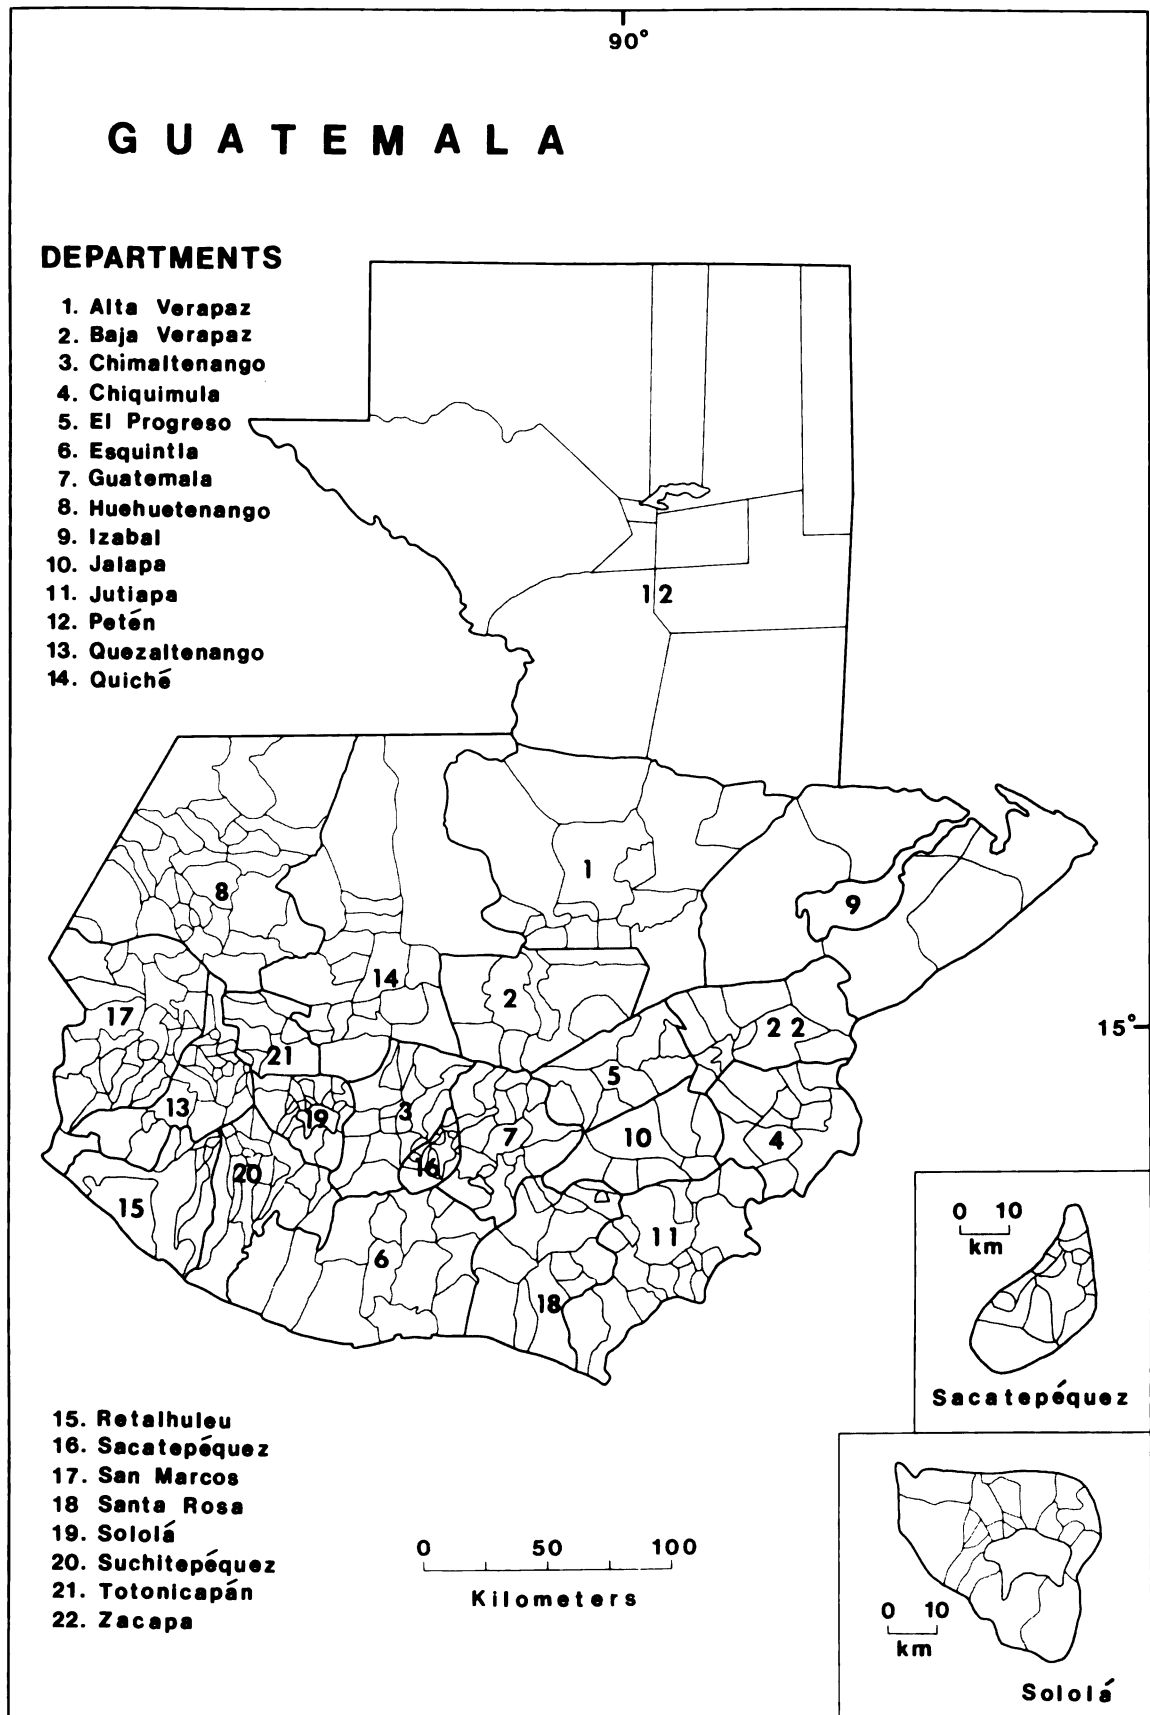 90°
GUATEMALA
DEPARTMENTS
1. Alta Verapaz
2. Baja Verapaz
3. Chimaltenango
4. Chiquimula
5. El Progreso
6. Esquintla
7. Guatemala
8. Huehuetenango
9. Izabal
10. Jalapa
11. Jutiapa
12. Petén
13. Quezaltenango
14. Quiché
12
1
8
9
14
2
17
22
15°
21
5
13
19
3
7
10
4
16
20
15
11
6
18
0 10
km
Sacatepéquez
15. Retalhuleu
16. Sacatepéquez
17. San Marcos
18 Santa Rosa
19. Sololá
20. Suchitepéquez
21. Totonicapán
22. Zacapa
0 50 100
Kilometers
0 10
km
Sololá